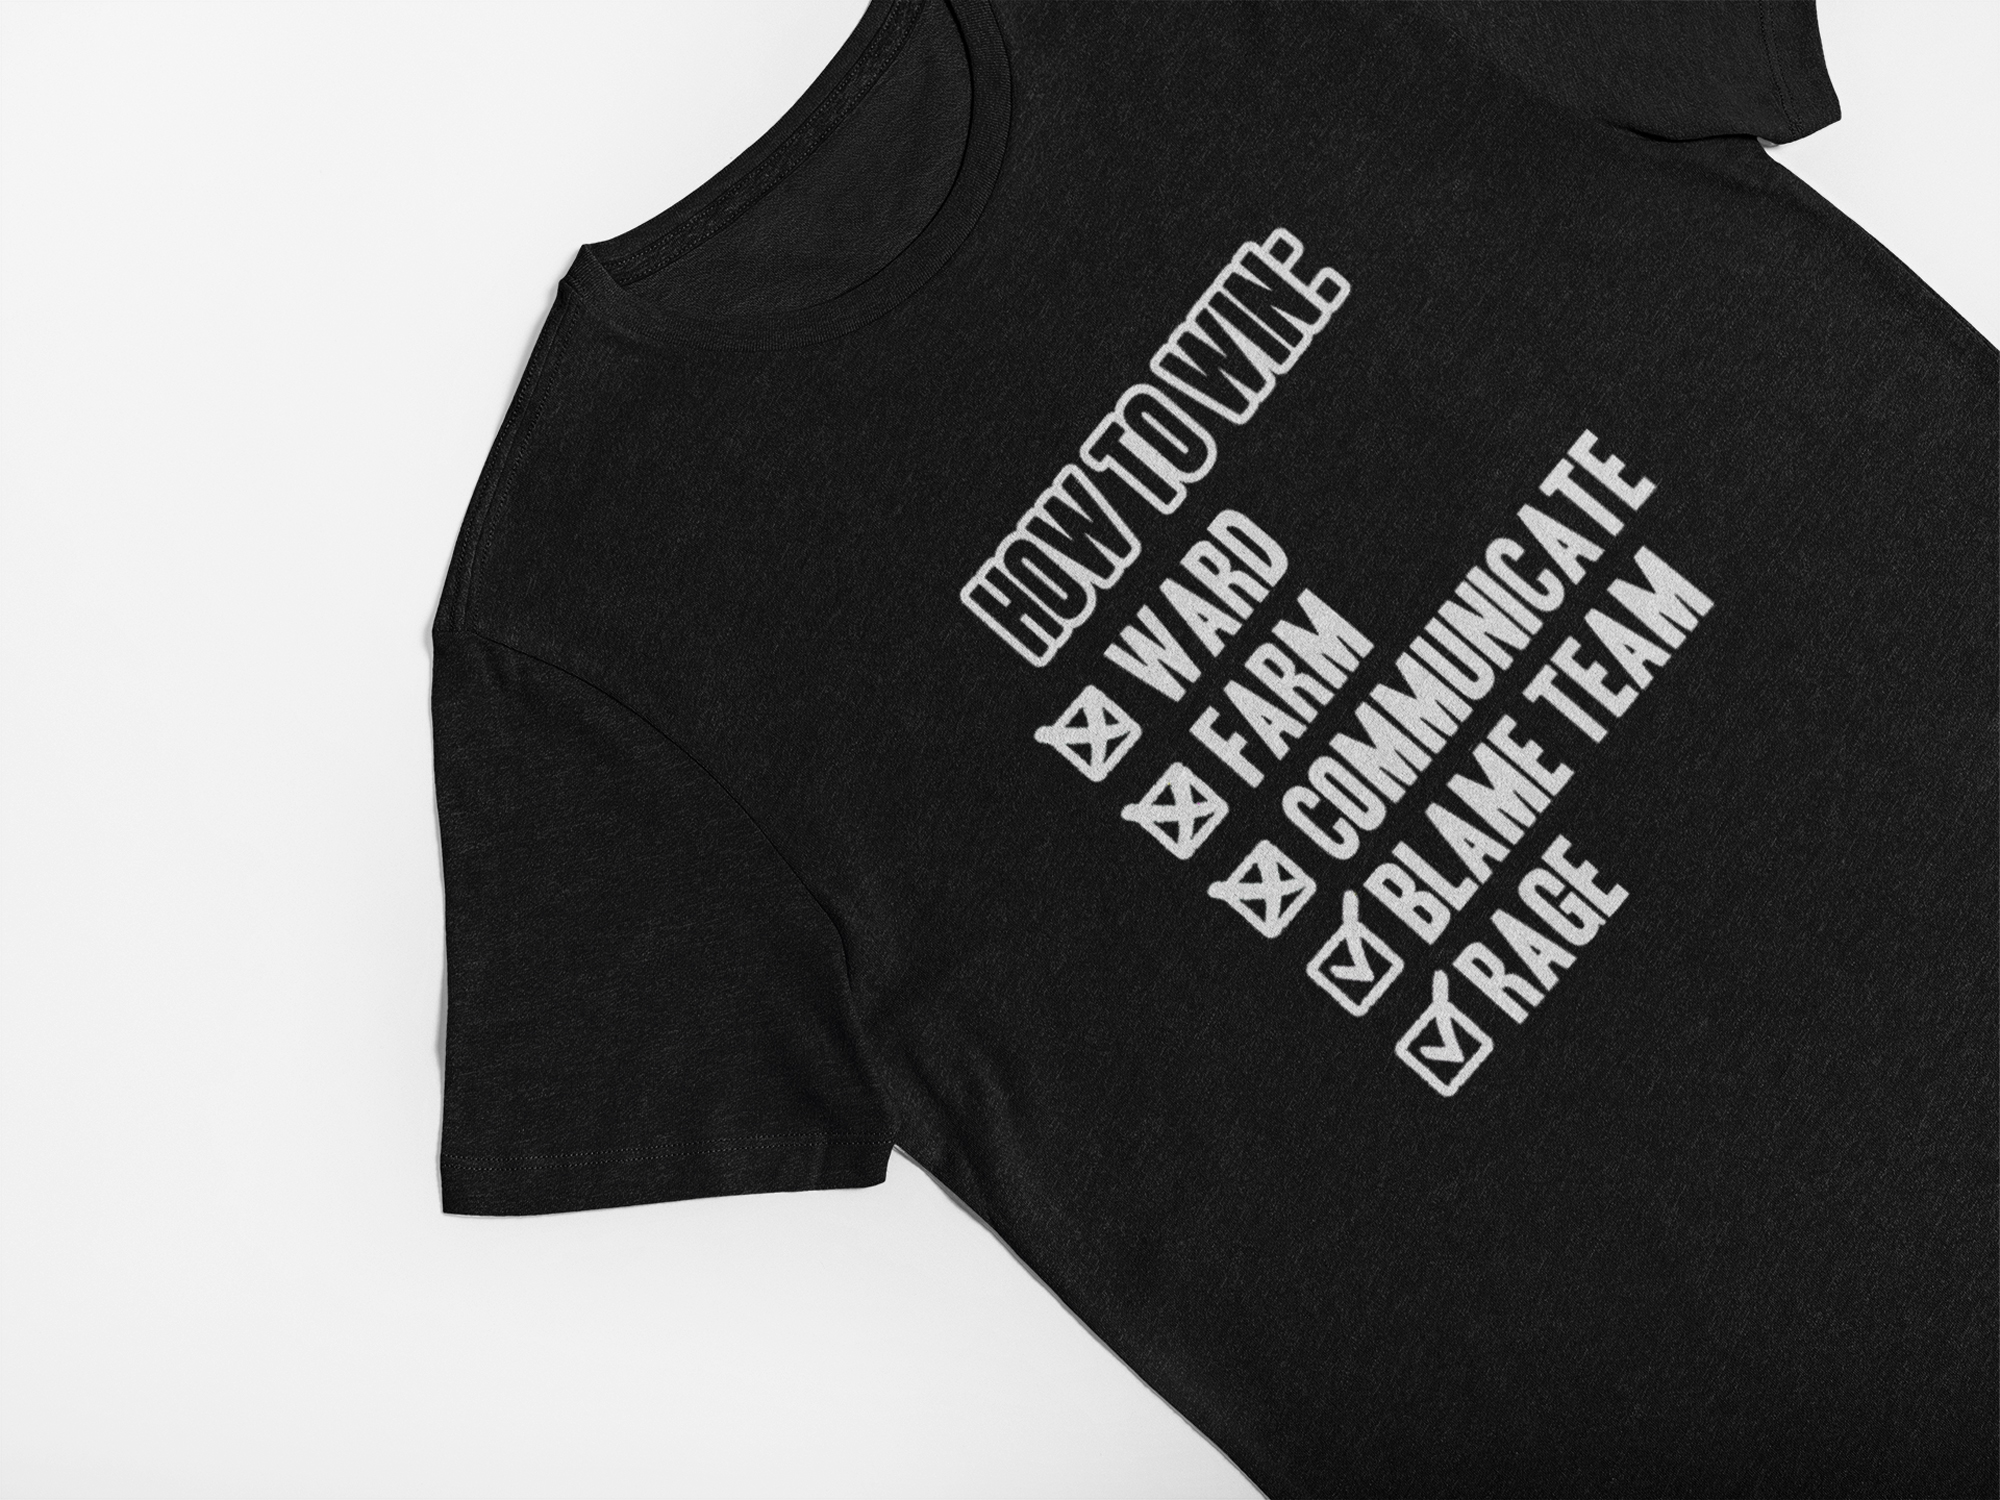 HOW TO WIN:
WARD
FARM
COMMUNICATE
BLAME TEAM
RAGE